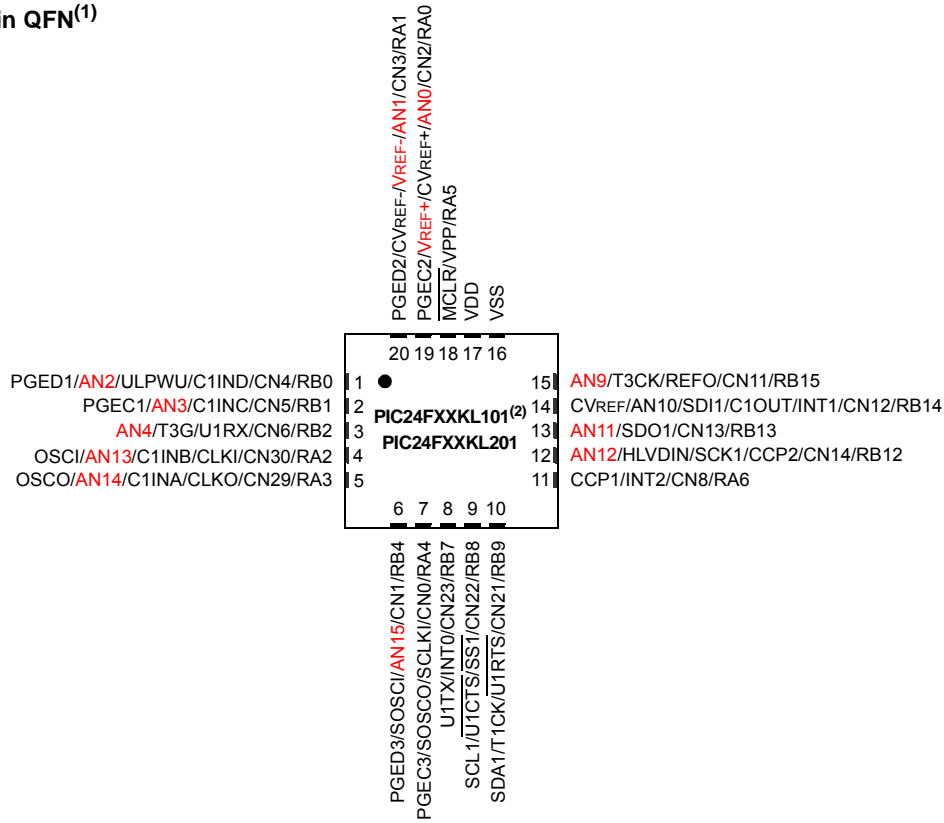 in QFN(1)
PGED2/CVREF-/VREF-/AN1/CN3/RA1
PGEC2/VREF+/CVREF+/AN0/CN2/RA0
MCLR/VPP/RA5
VDD
VSS
20 19 18 17 16
PGED1/AN2/ULPWU/C1IND/CN4/RB0 1
PGEC1/AN3/C1INC/CN5/RB1 2
AN4/T3G/U1RX/CN6/RB2 3
OSCI/AN13/C1INB/CLKI/CN30/RA2 4
OSCO/AN14/C1INA/CLKO/CN29/RA3 5
PIC24FXXKL101(2)
PIC24FXXKL201
15 AN9/T3CK/REFO/CN11/RB15
14 CVREF/AN10/SDI1/C1OUT/INT1/CN12/RB14
13 AN11/SDO1/CN13/RB13
12 AN12/HLVDIN/SCK1/CCP2/CN14/RB12
11 CCP1/INT2/CN8/RA6
6 7 8 9 10
PGED3/SOSCI/AN15/CN1/RB4
PGEC3/SOSCO/SCLKI/CN0/RA4
U1TX/INT0/CN23/RB7
SCL1/U1CTS/SS1/CN22/RB8
SDA1/T1CK/U1RTS/CN21/RB9